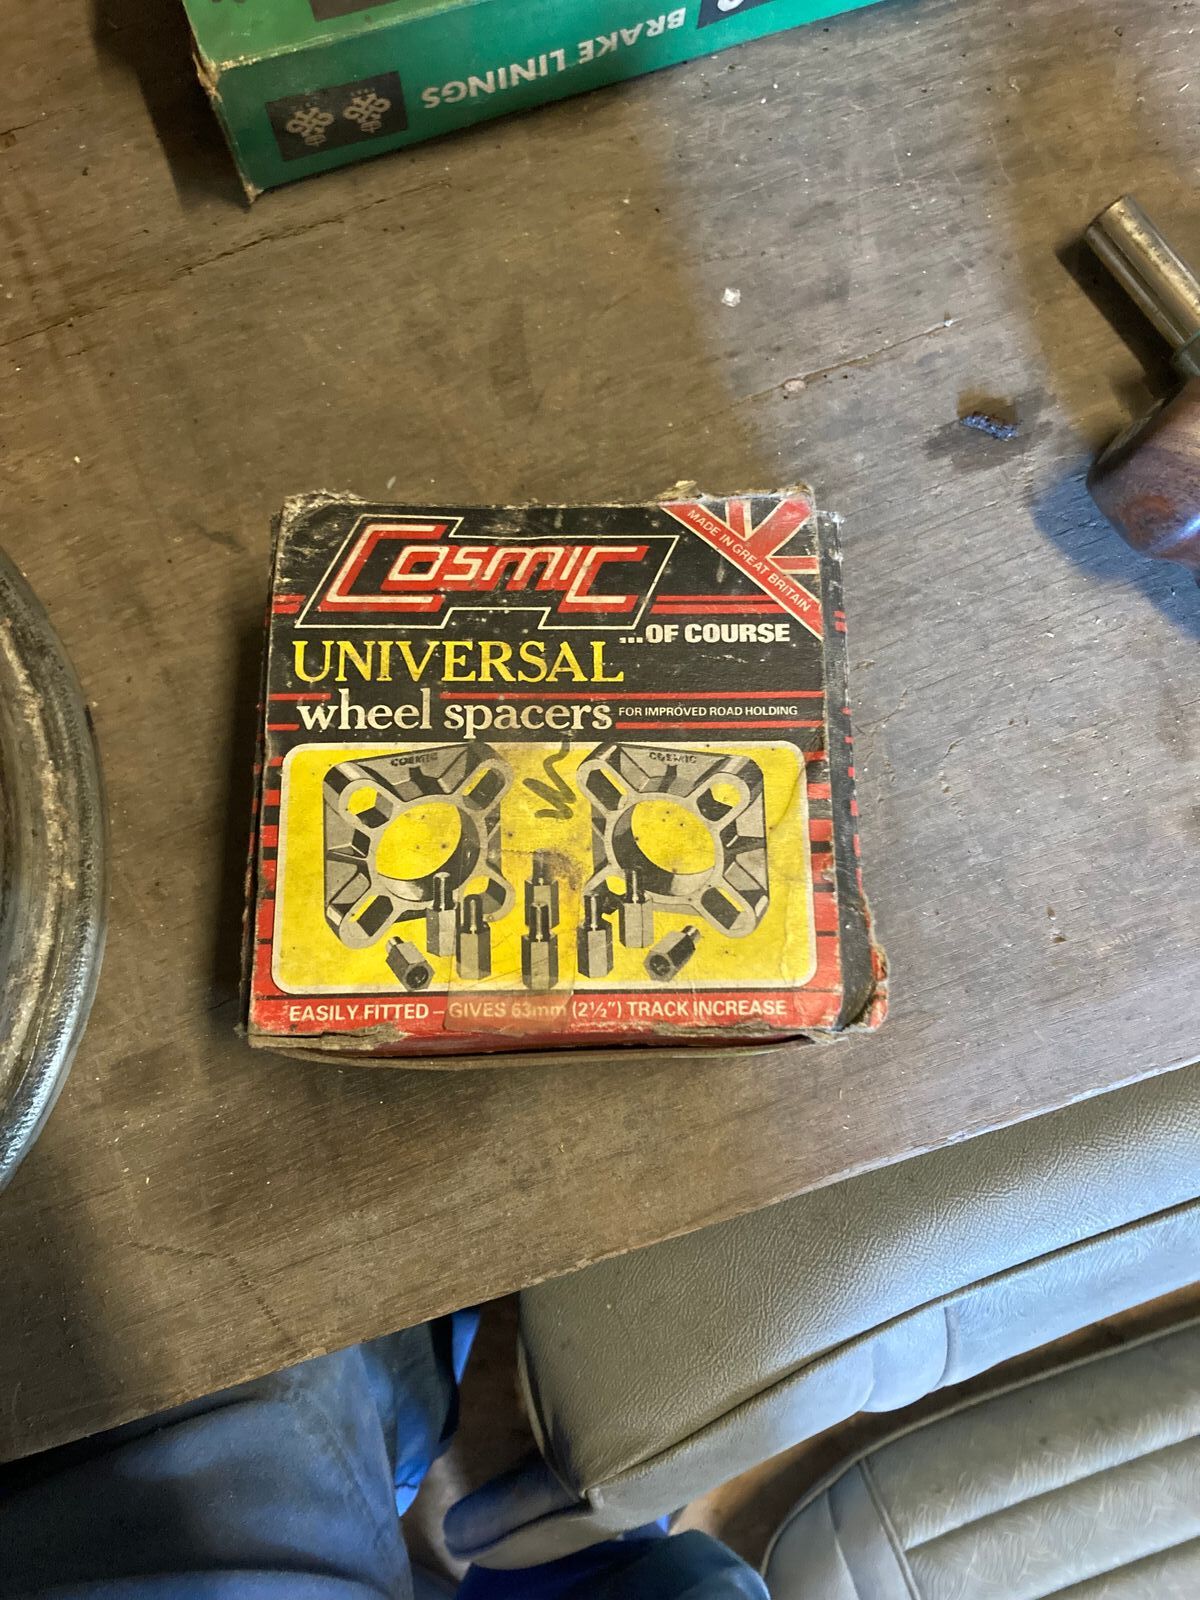 BRAKE LININGS
COSMIC
MADE IN GREAT BRITAIN
...OF COURSE
UNIVERSAL
wheel spacers
FOR IMPROVED ROAD HOLDING
COSMIC
COSMIC
EASILY FITTED – GIVES 63mm (2½") TRACK INCREASE